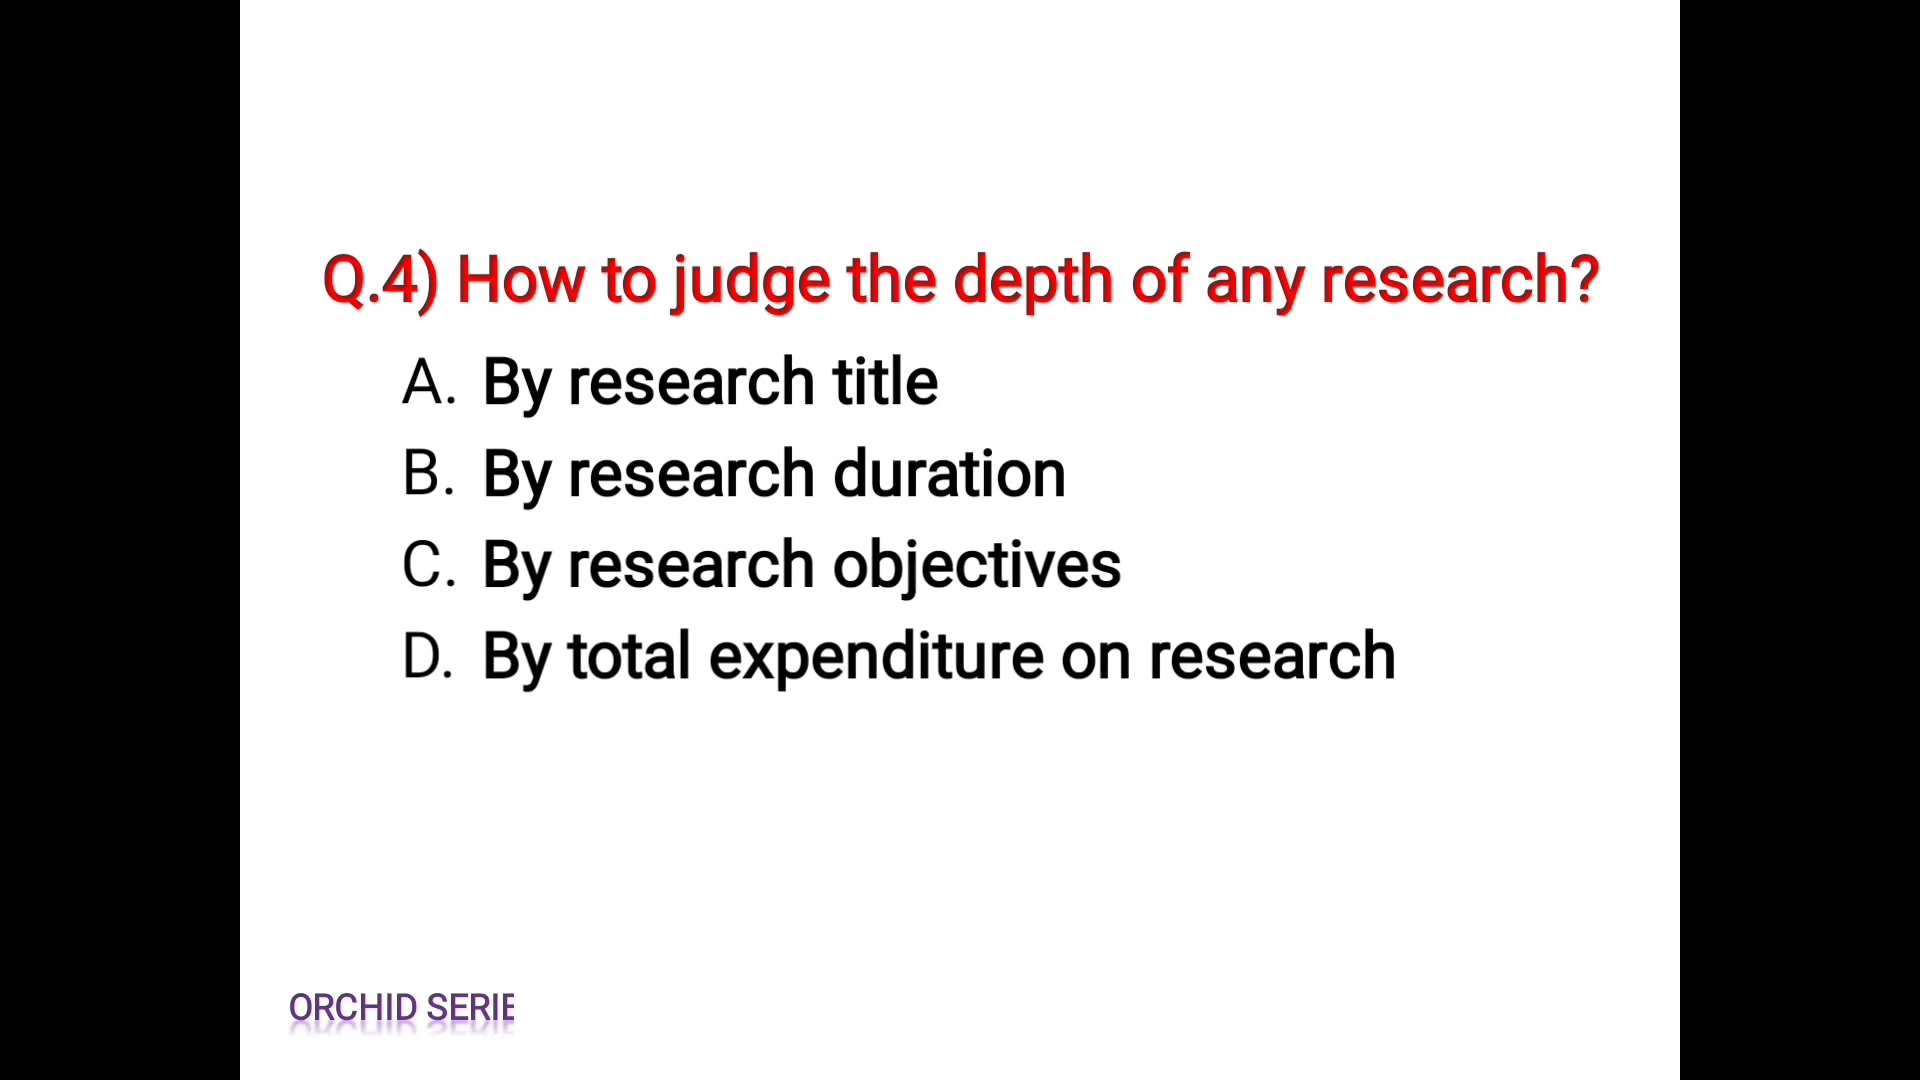 Q.4) How to judge the depth of any research?
A. By research title
B. By research duration
C. By research objectives
D. By total expenditure on research
ORCHID SERIE